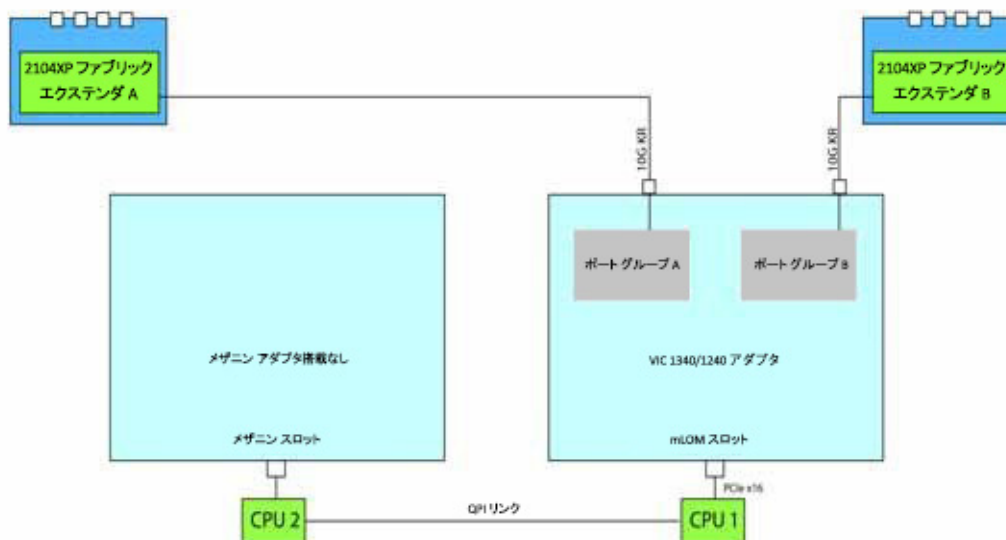 2104XP ファブリック
エクステンダ A
2104XP ファブリック
エクステンダ B
10G KR
10G KR
ポート グループ A
ポート グループ B
メザニン アダプタ搭載なし
VIC 1340/1240 アダプタ
メザニン スロット
mLOM スロット
PCIe x16
CPU 2
QPI リンク
CPU 1